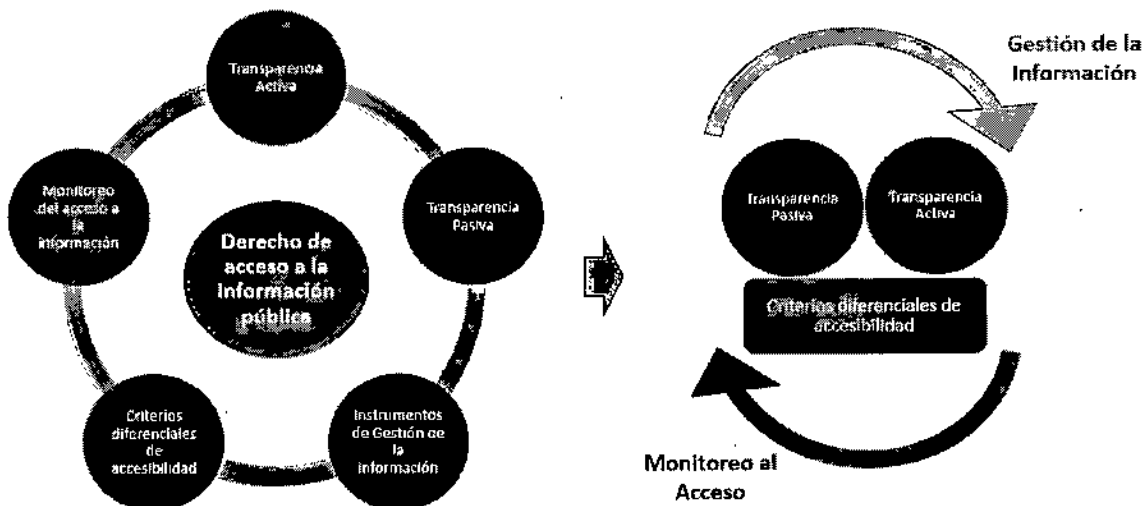 Transparencia
Activa
Monitoreo
del acceso a
la
información
Transparencia
Pasiva
Derecho de
acceso a la
Información
pública
Criterios
diferenciales
de
accesibilidad
Instrumentos
de Gestión de
la
Información
Gestión de la
Información
Transparencia
Pasiva
Transparencia
Activa
Criterios diferenciales de
accesibilidad
Monitoreo al
Acceso